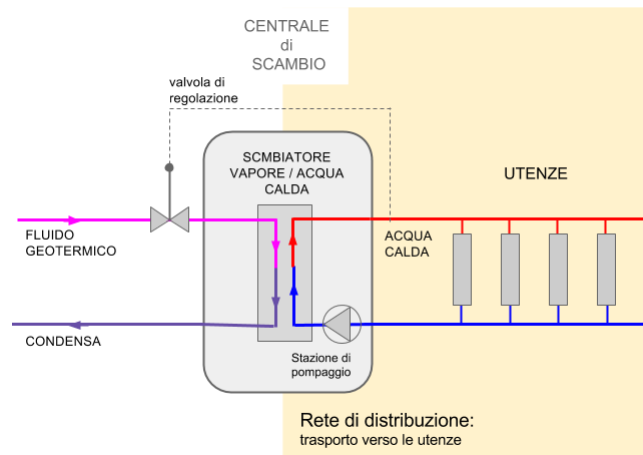 CENTRALE
di
SCAMBIO
valvola di
regolazione
SCMBIATORE
VAPORE / ACQUA
CALDA
UTENZE
FLUIDO
GEOTERMICO
ACQUA
CALDA
CONDENSA
Stazione di
pompaggio
Rete di distribuzione:
trasporto verso le utenze